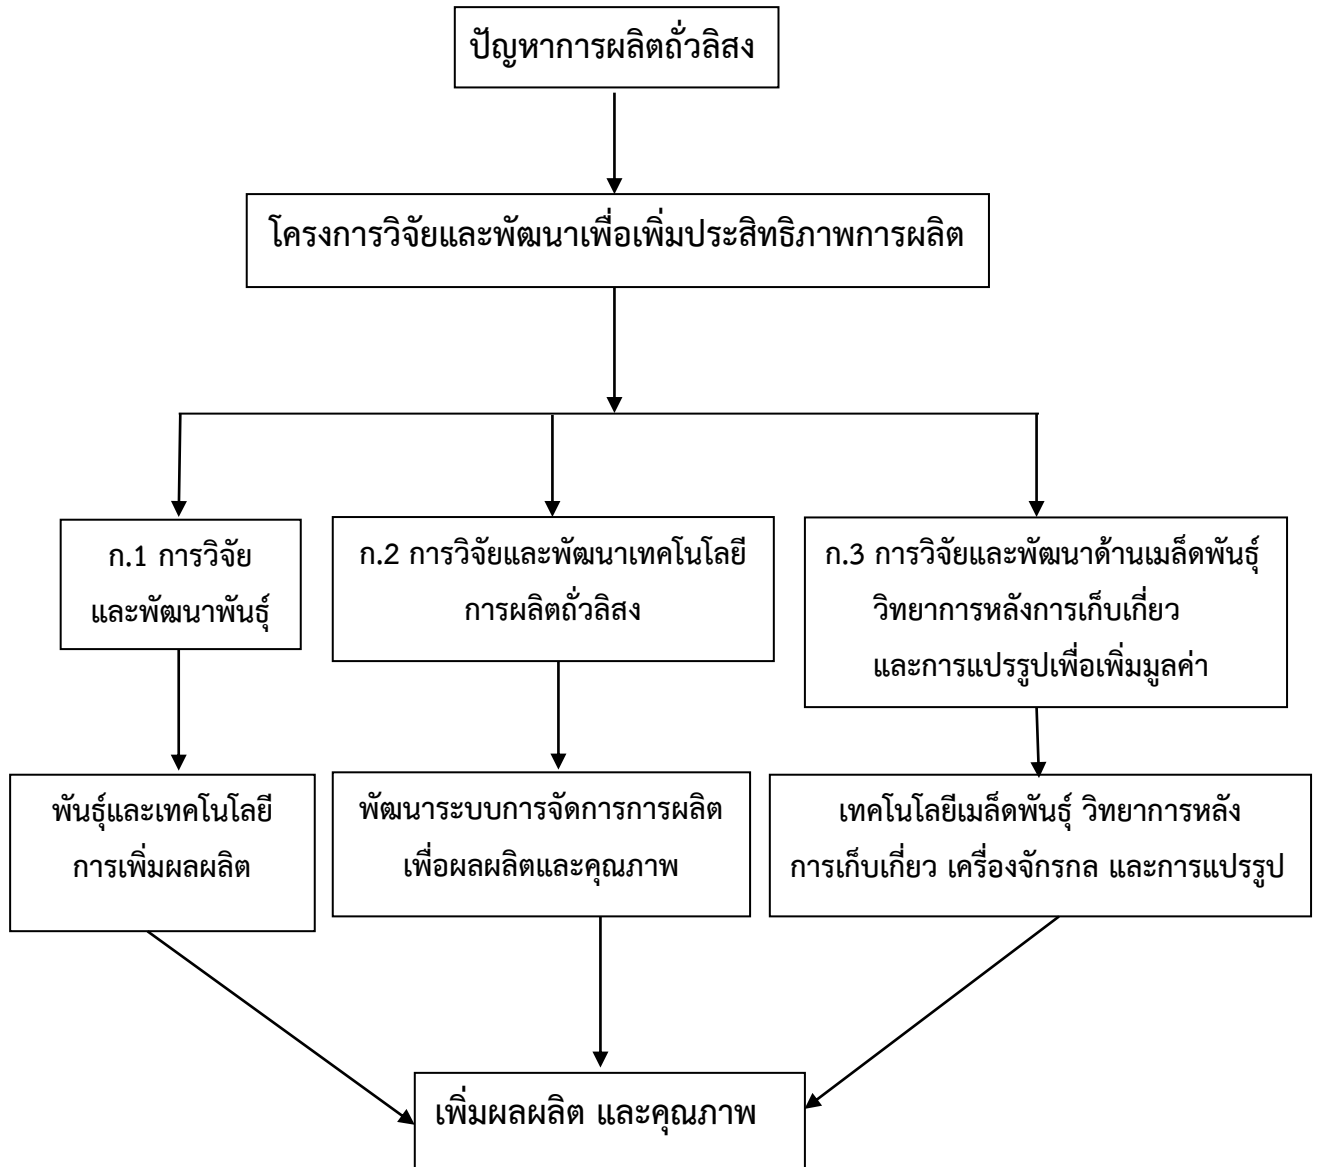 ปัญหาการผลิตถั่วลิสง
โครงการวิจัยและพัฒนาเพื่อเพิ่มประสิทธิภาพการผลิต
ก.1 การวิจัย
และพัฒนาพันธุ์
ก.2 การวิจัยและพัฒนาเทคโนโลยี
การผลิตถั่วลิสง
ก.3 การวิจัยและพัฒนาด้านเมล็ดพันธุ์
วิทยาการหลังการเก็บเกี่ยว
และการแปรรูปเพื่อเพิ่มมูลค่า
พันธุ์และเทคโนโลยี
การเพิ่มผลผลิต
พัฒนาระบบการจัดการการผลิต
เพื่อผลผลิตและคุณภาพ
เทคโนโลยีเมล็ดพันธุ์ วิทยาการหลัง
การเก็บเกี่ยว เครื่องจักรกล และการแปรรูป
เพิ่มผลผลิต และคุณภาพ